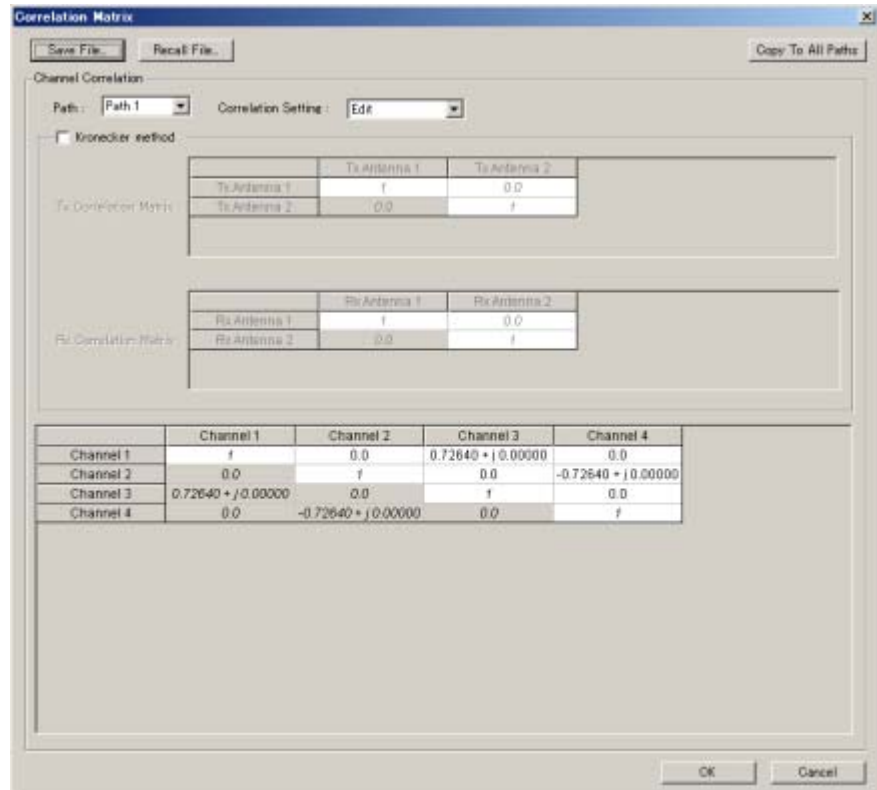 Correlation Matrix
Save File.. Recall File.. Copy To All Paths
Channel Correlation
Path : Path 1 Correlation Setting : Edit
Kronecker method
Tx Antenna 1 Tx Antenna 2
Tx Antenna 1 1 0.0
Tx Correlation Matrix Tx Antenna 2 0.0 1
Rx Antenna 1 Rx Antenna 2
Rx Antenna 1 1 0.0
Rx Correlation Matrix Rx Antenna 2 0.0 1
Channel 1 Channel 2 Channel 3 Channel 4
Channel 1 1 0.0 0.72640 + j 0.00000 0.0
Channel 2 0.0 1 0.0 -0.72640 + j 0.00000
Channel 3 0.72640 + j 0.00000 0.0 1 0.0
Channel 4 0.0 -0.72640 + j 0.00000 0.0 1
OK Cancel